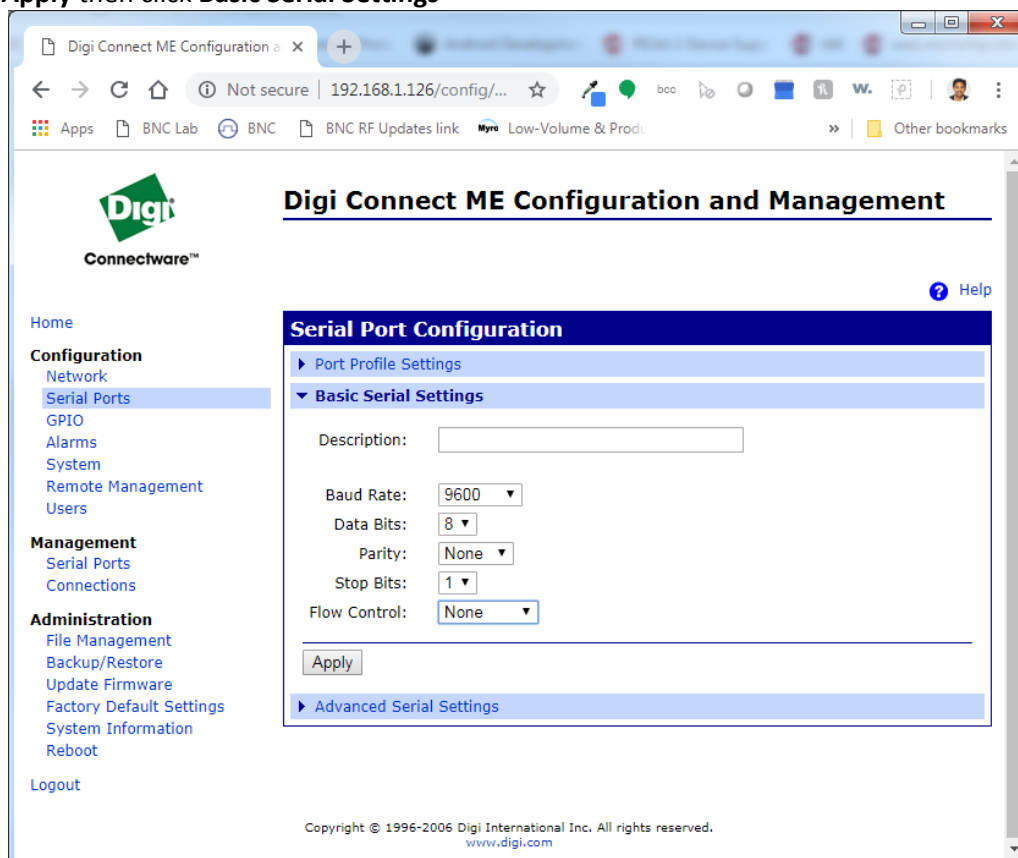 Apply then click Basic Serial Settings
Digi Connect ME Configuration a
Not secure | 192.168.1.126/config/...
bcc
W.
Apps BNC Lab BNC BNC RF Updates link Myro Low-Volume & Produ » Other bookmarks
Digi
Connectware™
Digi Connect ME Configuration and Management
Help
Home
Configuration
Network
Serial Ports
GPIO
Alarms
System
Remote Management
Users
Management
Serial Ports
Connections
Administration
File Management
Backup/Restore
Update Firmware
Factory Default Settings
System Information
Reboot
Logout
Serial Port Configuration
Port Profile Settings
Basic Serial Settings
Description:
Baud Rate: 9600
Data Bits: 8
Parity: None
Stop Bits: 1
Flow Control: None
Apply
Advanced Serial Settings
Copyright © 1996-2006 Digi International Inc. All rights reserved.
www.digi.com